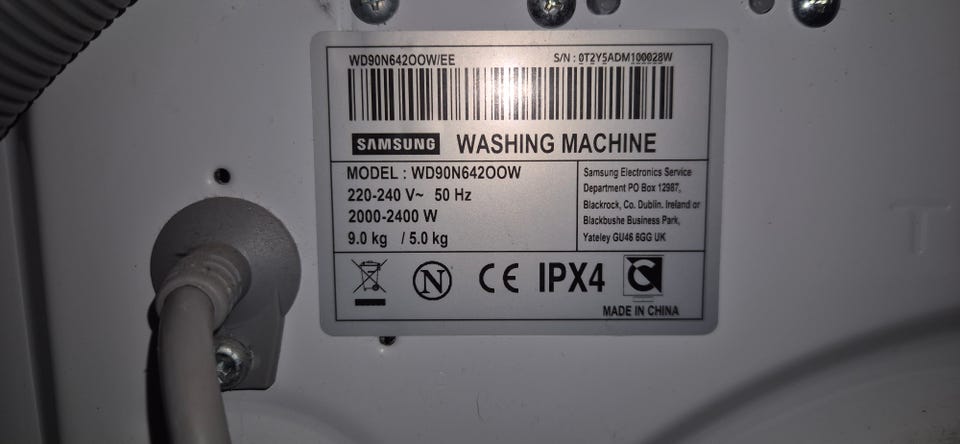 WD90N642OOW/EE
S/N : 0T2Y5ADM100028W
SAMSUNG WASHING MACHINE
MODEL : WD90N642OOW
220-240 V~ 50 Hz
2000-2400 W
9.0 kg / 5.0 kg
Samsung Electronics Service
Department PO Box 12987,
Blackrock, Co. Dublin. Ireland or
Blackbushe Business Park,
Yateley GU46 6GG UK
N CE IPX4
MADE IN CHINA
T